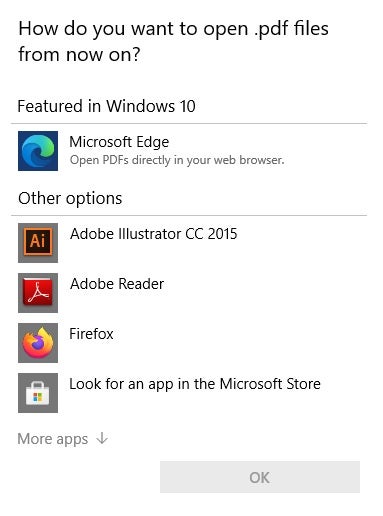 How do you want to open .pdf files
from now on?
Featured in Windows 10
Microsoft Edge
Open PDFs directly in your web browser.
Other options
Ai
Adobe Illustrator CC 2015
Adobe Reader
Firefox
Look for an app in the Microsoft Store
More apps
OK